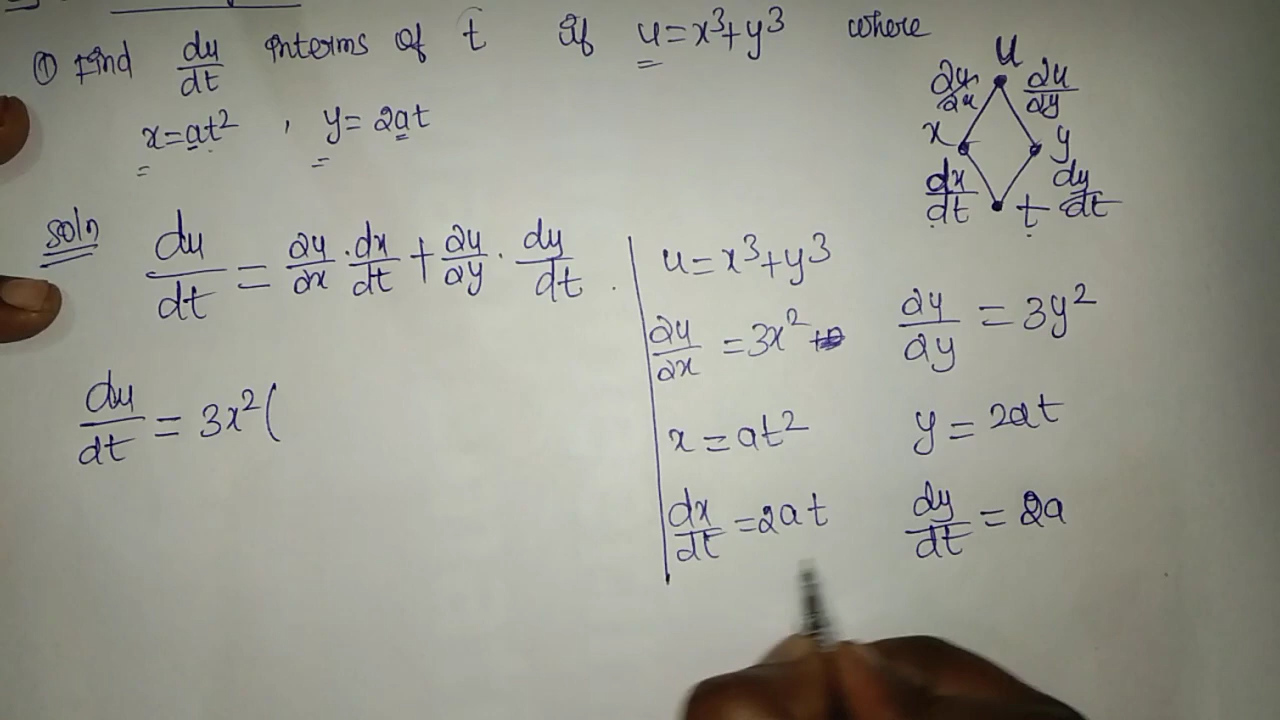 ① Find du/dt interms of t if u = x³ + y³ where
x = at² , y = 2at
u
∂u/∂x ∂u/∂y
x y
dx/dt t dy/dt
soln du/dt = ∂u/∂x · dx/dt + ∂u/∂y · dy/dt .
du/dt = 3x² (
u = x³ + y³
∂u/∂x = 3x² ∂u/∂y = 3y²
x = at² y = 2at
dx/dt = 2at dy/dt = 2a